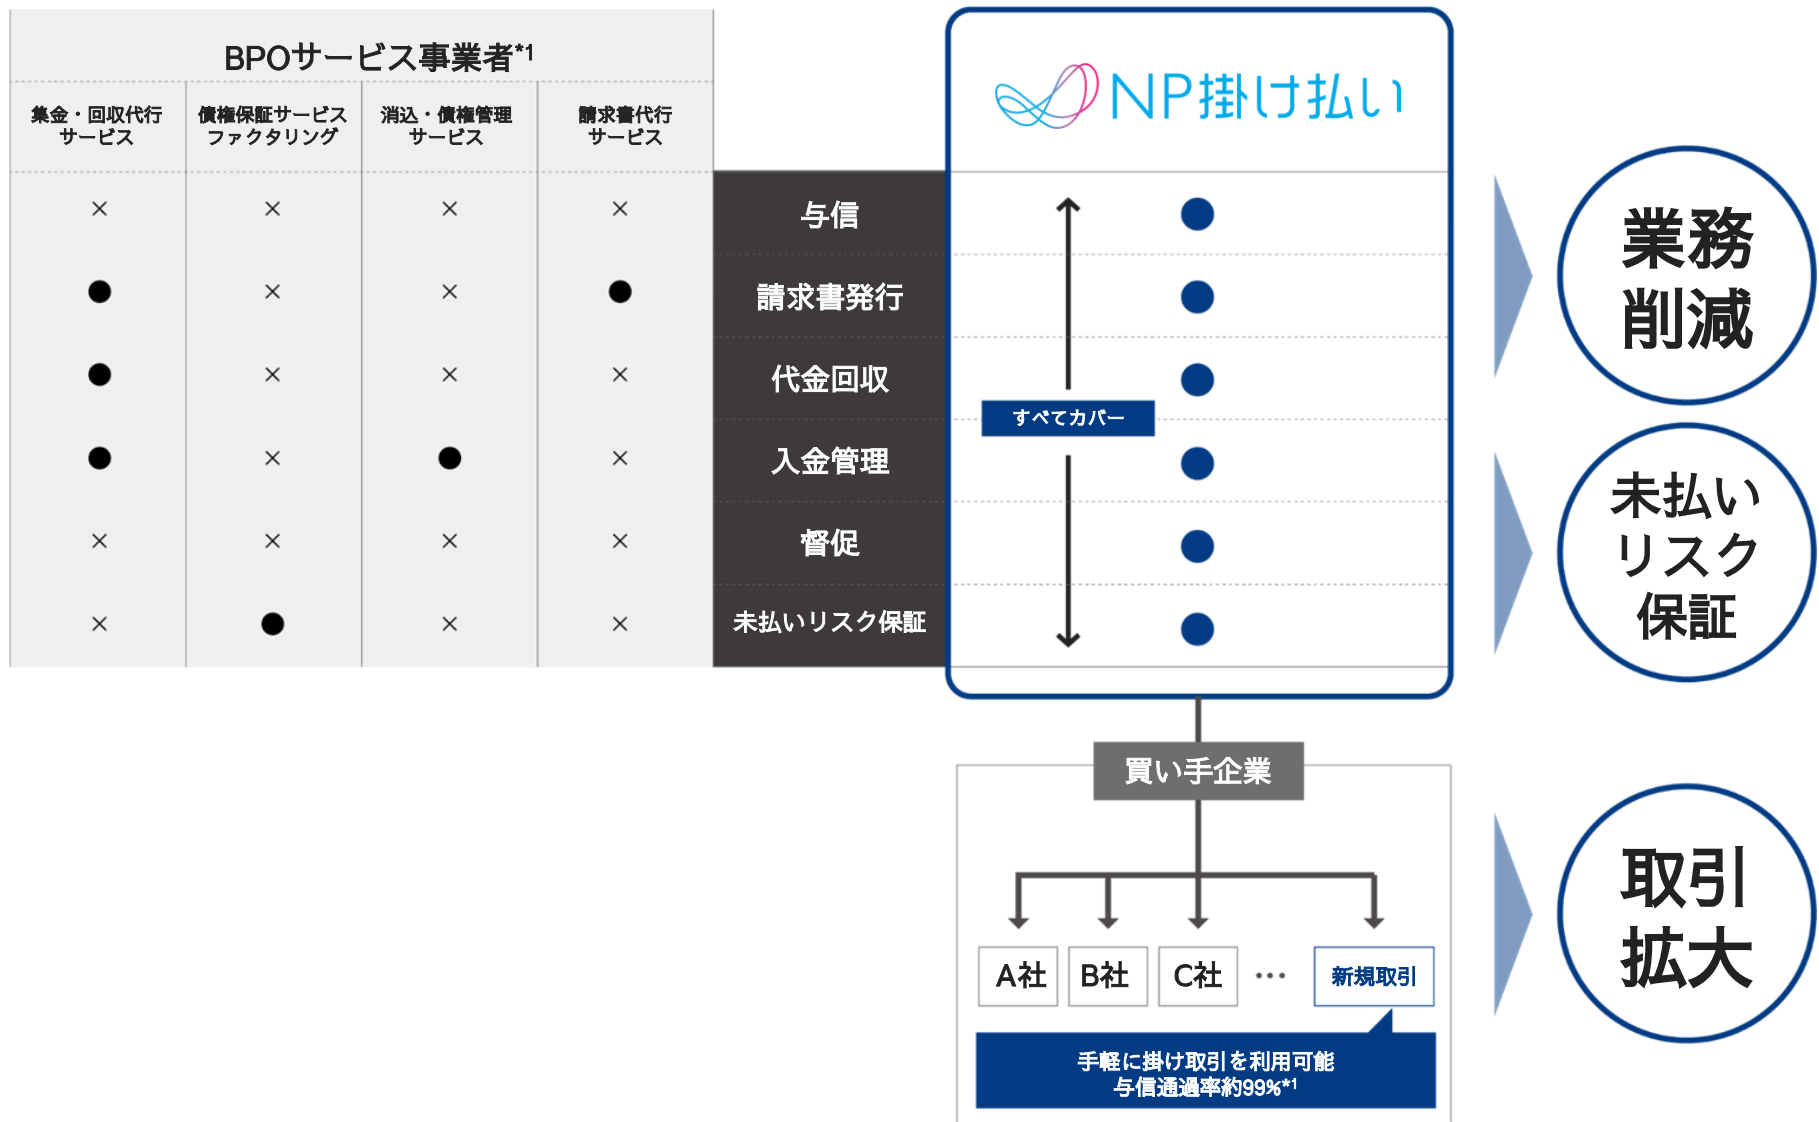 BPOサービス事業者*1
集金・回収代行
サービス
債権保証サービス
ファクタリング
消込・債権管理
サービス
請求書代行
サービス
NP掛け払い
× × × × 与信 ●
● × × ● 請求書発行 ●
● × × × 代金回収 ●
すべてカバー
● × ● × 入金管理 ●
× × × × 督促 ●
× ● × × 未払いリスク保証 ●
業務
削減
未払い
リスク
保証
買い手企業
A社 B社 C社 … 新規取引
手軽に掛け取引を利用可能
与信通過率約99%*1
取引
拡大